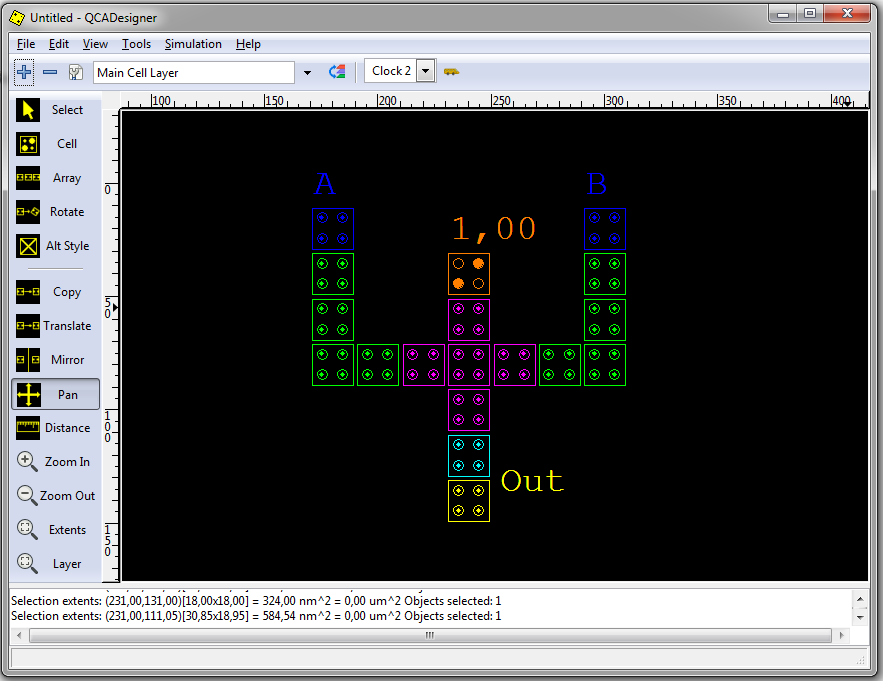 Untitled - QCADesigner
File Edit View Tools Simulation Help
Main Cell Layer Clock 2
100 150 200 250 300 350 400
Select
Cell
Array
Rotate
Alt Style
Copy
Translate
Mirror
Pan
Distance
Zoom In
Zoom Out
Extents
Layer
0
50
100
150
A B
1,00
Out
Selection extents: (231,00,131,00)[18,00x18,00] = 324,00 nm^2 = 0,00 um^2 Objects selected: 1
Selection extents: (231,00,111,05)[30,85x18,95] = 584,54 nm^2 = 0,00 um^2 Objects selected: 1